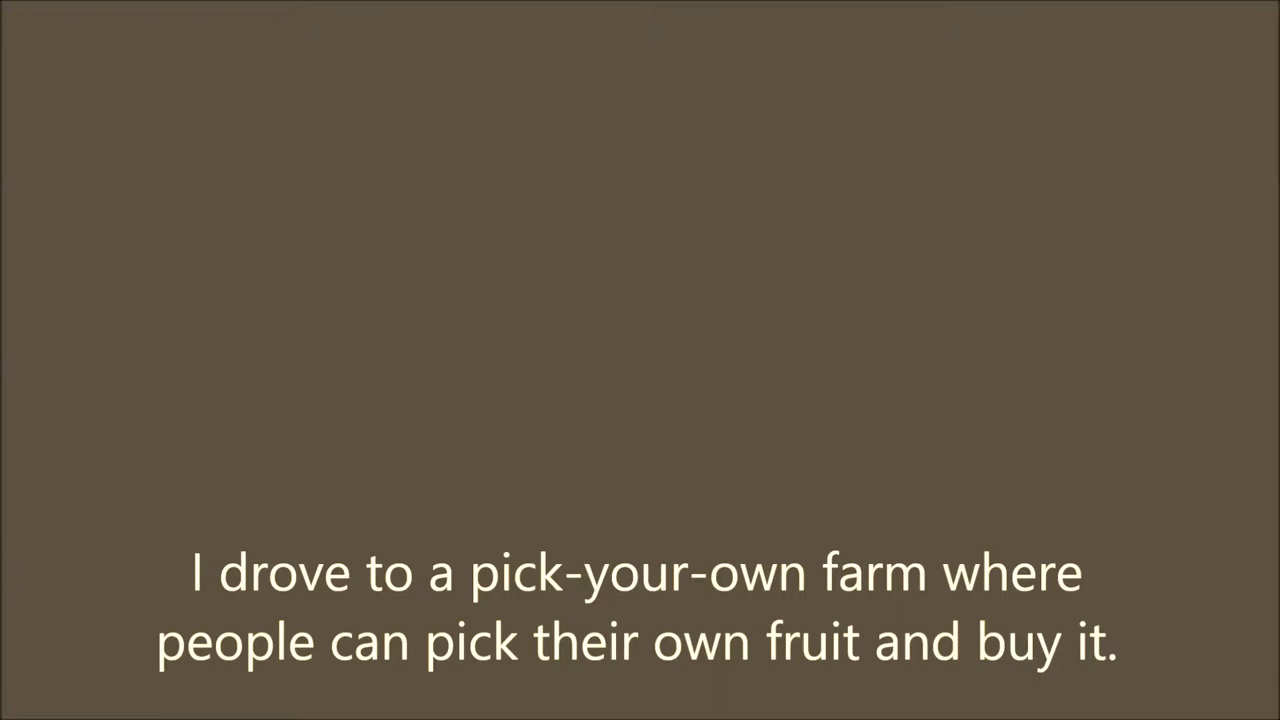 I drove to a pick-your-own farm where
people can pick their own fruit and buy it.